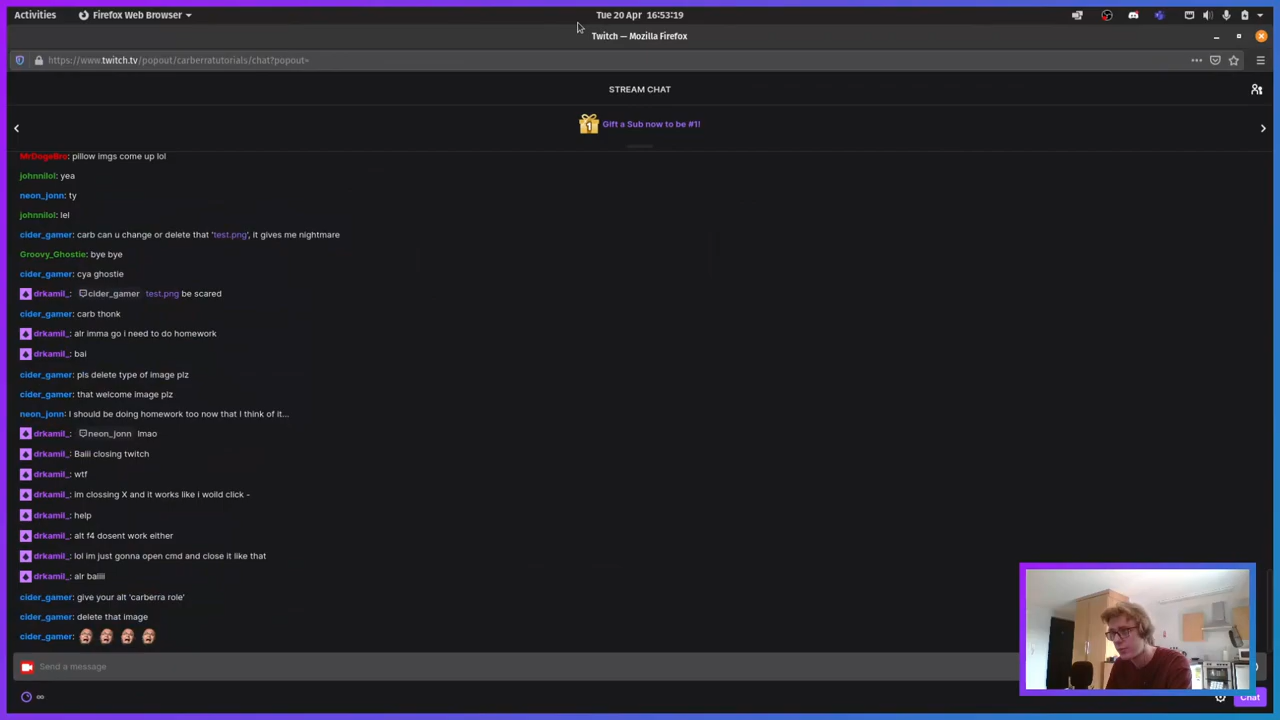 Activities
Firefox Web Browser
Tue 20 Apr 16:53:19
Twitch — Mozilla Firefox
https://www.twitch.tv/popout/carberratutorials/chat?popout=
STREAM CHAT
1
Gift a Sub now to be #1!
MrDogeBro: pillow imgs come up lol
johnnilol: yea
neon_jonn: ty
johnnilol: lel
cider_gamer: carb can u change or delete that 'test.png', it gives me nightmare
Groovy_Ghostie: bye bye
cider_gamer: cya ghostie
drkamil_: cider_gamer test.png be scared
cider_gamer: carb thonk
drkamil_: alr imma go i need to do homework
drkamil_: bai
cider_gamer: pls delete type of image plz
cider_gamer: that welcome image plz
neon_jonn: I should be doing homework too now that I think of it...
drkamil_: neon_jonn lmao
drkamil_: Baiii closing twitch
drkamil_: wtf
drkamil_: im clossing X and it works like i woild click -
drkamil_: help
drkamil_: alt f4 dosent work either
drkamil_: lol im just gonna open cmd and close it like that
drkamil_: alr baiiii
cider_gamer: give your alt 'carberra role'
cider_gamer: delete that image
cider_gamer:
Send a message
∞
Chat